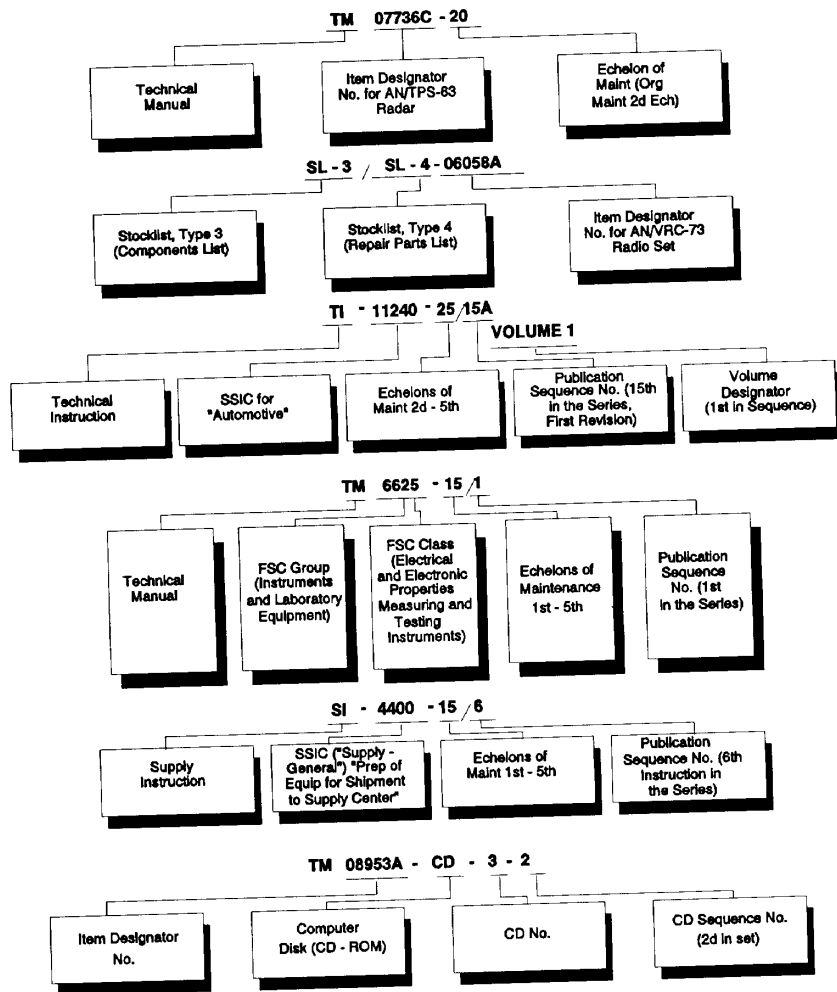 TM 07736C - 20
Technical
Manual
Item Designator
No. for AN/TPS-63
Radar
Echelon of
Maint (Org
Maint 2d Ech)
SL - 3 / SL - 4 - 06058A
Stocklist, Type 3
(Components List)
Stocklist, Type 4
(Repair Parts List)
Item Designator
No. for AN/VRC-73
Radio Set
TI - 11240 - 25 / 15A
VOLUME 1
Technical
Instruction
SSIC for
"Automotive"
Echelons of
Maint 2d - 5th
Publication
Sequence No. (15th
in the Series,
First Revision)
Volume
Designator
(1st in Sequence)
TM 6625 - 15 / 1
Technical
Manual
FSC Group
(Instruments
and Laboratory
Equipment)
FSC Class
(Electrical
and Electronic
Properties
Measuring and
Testing
Instruments)
Echelons of
Maintenance
1st - 5th
Publication
Sequence
No. (1st
in the Series)
SI - 4400 - 15 / 6
Supply
Instruction
SSIC ("Supply -
General") "Prep of
Equip for Shipment
to Supply Center"
Echelons of
Maint 1st - 5th
Publication
Sequence No. (6th
Instruction in
the Series)
TM 08953A - CD - 3 - 2
Item Designator
No.
Computer
Disk (CD - ROM)
CD No.
CD Sequence No.
(2d in set)